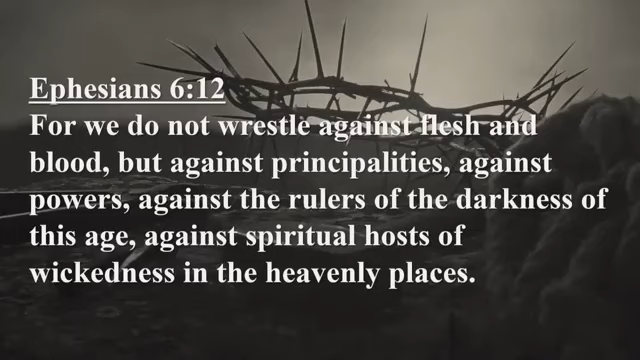 Ephesians 6:12
For we do not wrestle against flesh and
blood, but against principalities, against
powers, against the rulers of the darkness of
this age, against spiritual hosts of
wickedness in the heavenly places.